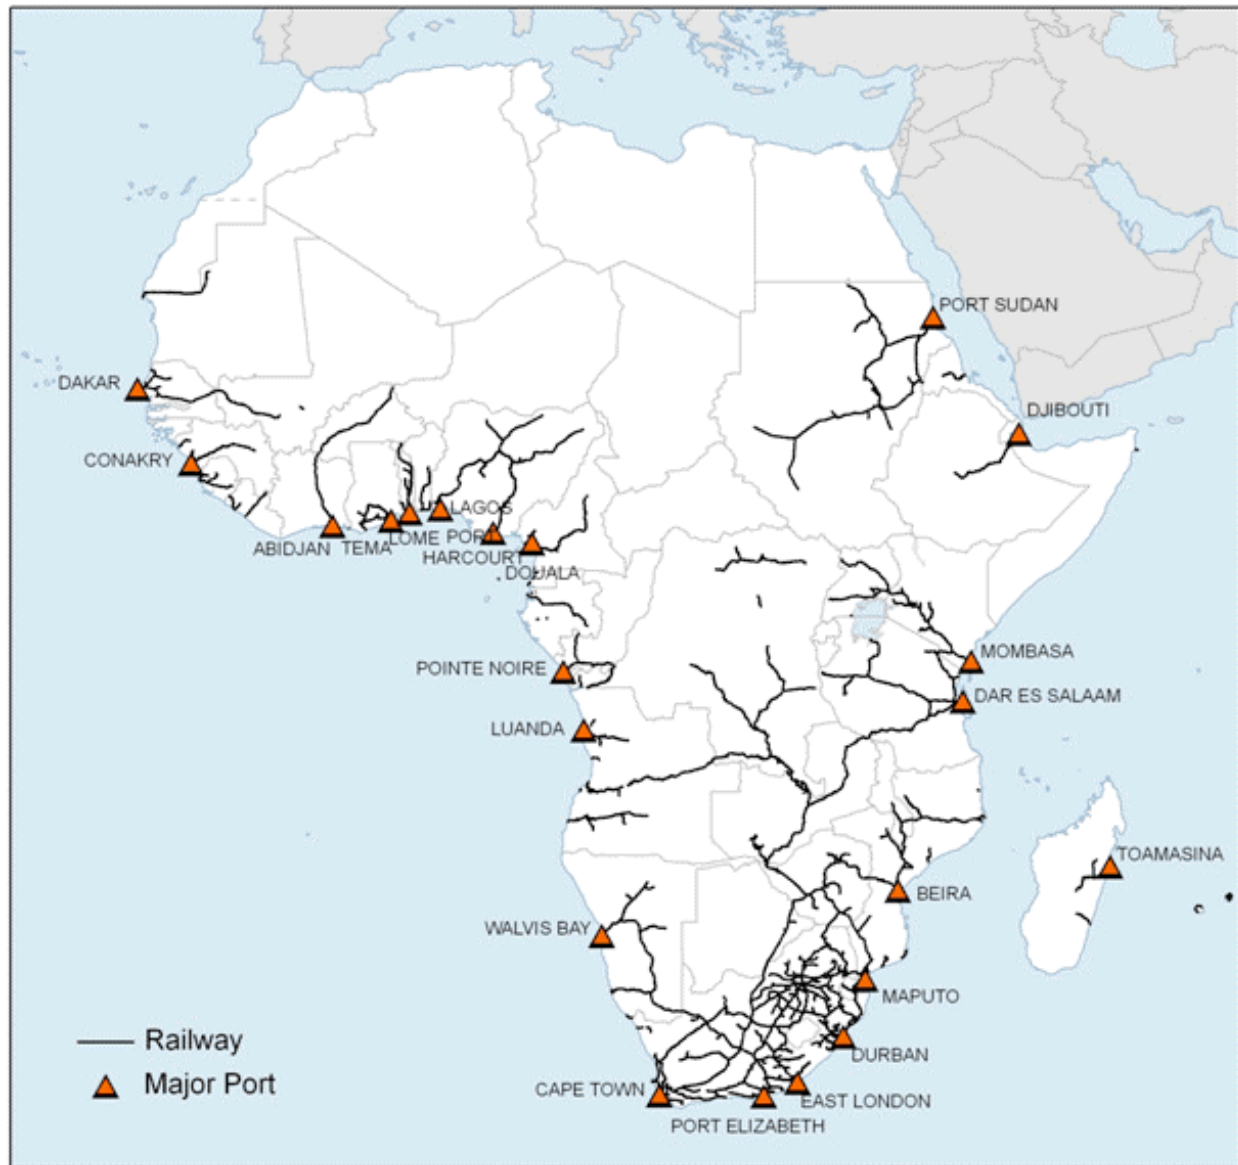 PORT SUDAN
DAKAR
DJIBOUTI
CONAKRY
LAGOS
ABIDJAN
TEMA
LOME
PORT
HARCOURT
DOUALA
MOMBASA
POINTE NOIRE
DAR ES SALAAM
LUANDA
TOAMASINA
BEIRA
WALVIS BAY
MAPUTO
Railway
DURBAN
Major Port
CAPE TOWN
EAST LONDON
PORT ELIZABETH